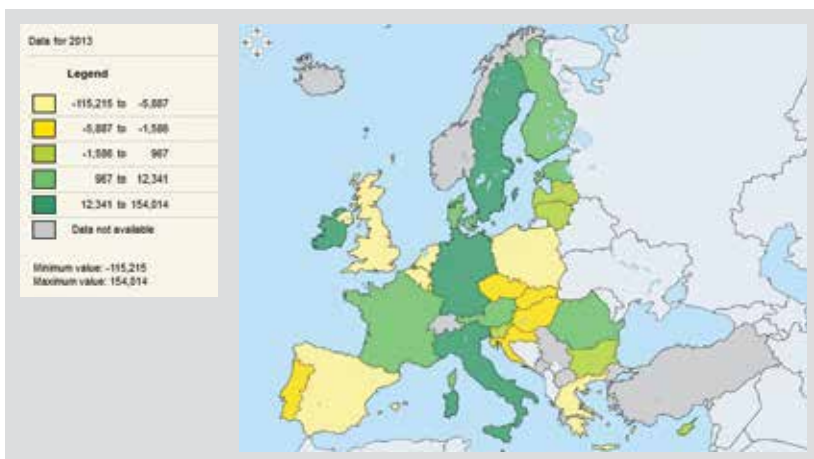 Data for 2013
Legend
-115,215 to -5,887
-5,887 to -1,586
-1,586 to 967
967 to 12,341
12,341 to 154,014
Data not available
Minimum value: -115,215
Maximum value: 154,014